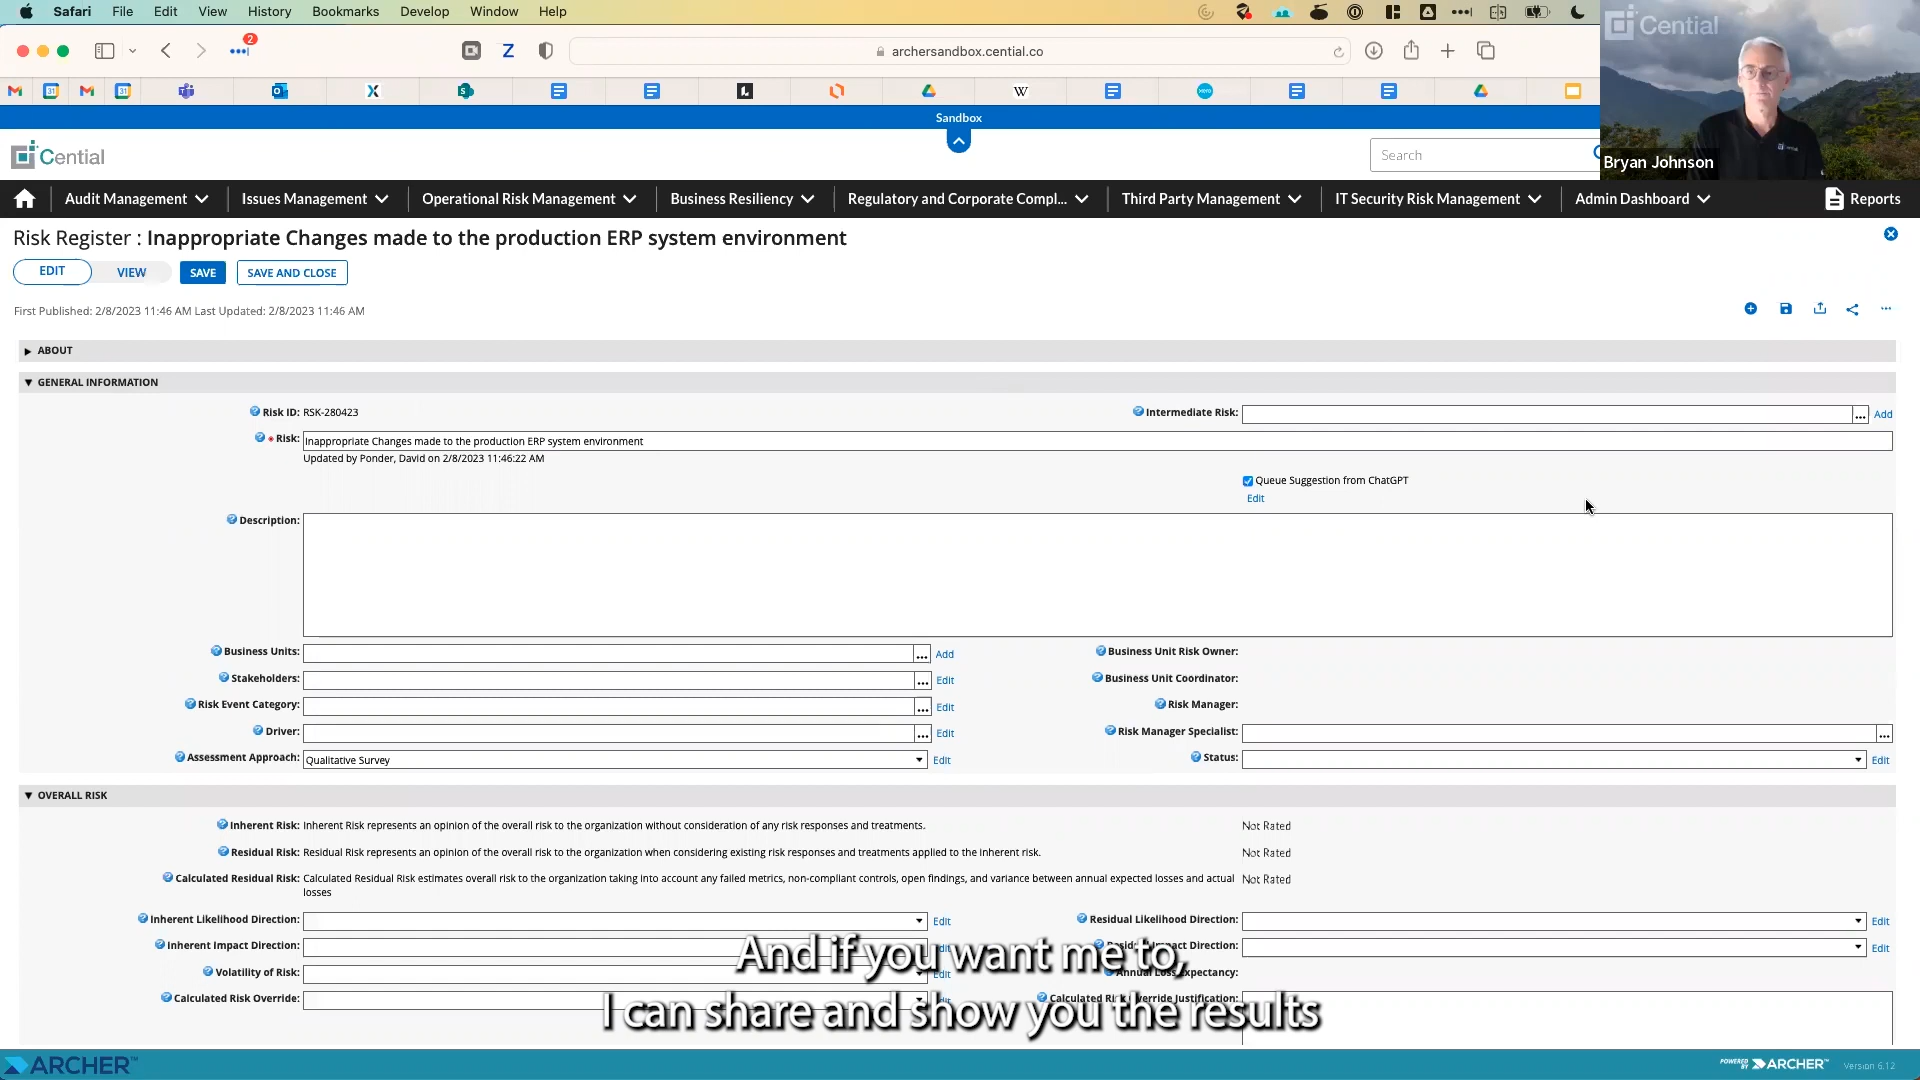 Safari File Edit View History Bookmarks Develop Window Help
2
archersandbox.cential.co
Cential
Sandbox
Cential
Search
Bryan Johnson
Audit Management Issues Management Operational Risk Management Business Resiliency Regulatory and Corporate Compl... Third Party Management IT Security Risk Management Admin Dashboard Reports
Risk Register : Inappropriate Changes made to the production ERP system environment
EDIT VIEW SAVE SAVE AND CLOSE
First Published: 2/8/2023 11:46 AM Last Updated: 2/8/2023 11:46 AM
ABOUT
GENERAL INFORMATION
Risk ID: RSK-280423 Intermediate Risk: ... Add
* Risk: Inappropriate Changes made to the production ERP system environment
Updated by Ponder, David on 2/8/2023 11:46:22 AM
Queue Suggestion from ChatGPT
Edit
Description:
Business Units: ... Add Business Unit Risk Owner:
Stakeholders: ... Edit Business Unit Coordinator:
Risk Event Category: ... Edit Risk Manager:
Driver: ... Edit Risk Manager Specialist: ...
Assessment Approach: Qualitative Survey Edit Status: Edit
OVERALL RISK
Inherent Risk: Inherent Risk represents an opinion of the overall risk to the organization without consideration of any risk responses and treatments. Not Rated
Residual Risk: Residual Risk represents an opinion of the overall risk to the organization when considering existing risk responses and treatments applied to the inherent risk. Not Rated
Calculated Residual Risk: Calculated Residual Risk estimates overall risk to the organization taking into account any failed metrics, non-compliant controls, open findings, and variance between annual expected losses and actual Not Rated
losses
Inherent Likelihood Direction: Edit Residual Likelihood Direction: Edit
Inherent Impact Direction: Edit Residual Impact Direction: Edit
Volatility of Risk: Edit Annual Loss Expectancy:
Calculated Risk Override: Calculated Risk Override Justification:
And if you want me to,
I can share and show you the results
ARCHER™
POWERED BY ARCHER™ Version 6.12